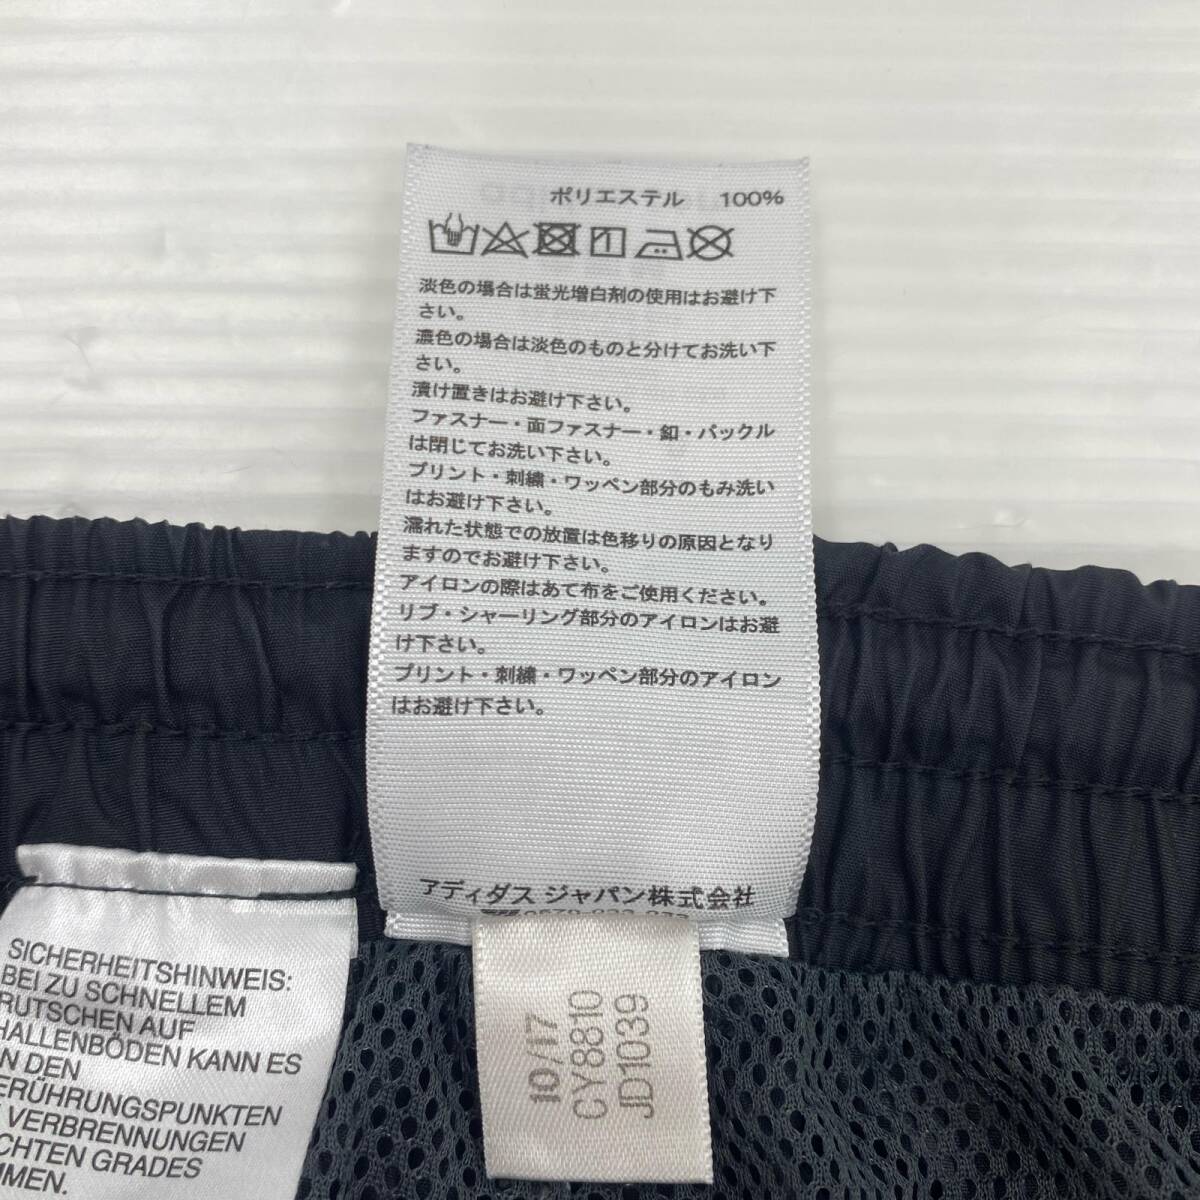 ポリエステル 100%
淡色の場合は蛍光増白剤の使用はお避け下
さい。
濃色の場合は淡色のものと分けてお洗い下
さい。
漬け置きはお避け下さい。
ファスナー・面ファスナー・釦・バックル
は閉じてお洗い下さい。
プリント・刺繍・ワッペン部分のもみ洗い
はお避け下さい。
濡れた状態での放置は色移りの原因となり
ますのでお避け下さい。
アイロンの際はあて布をご使用ください。
リブ・シャーリング部分のアイロンはお避
け下さい。
プリント・刺繍・ワッペン部分のアイロン
はお避け下さい。
アディダス ジャパン株式会社
10/17
CY8810
JD1039
SICHERHEITSHINWEIS:
BEI ZU SCHNELLEM
RUTSCHEN AUF
HALLENBÖDEN KANN ES
N DEN
ERÜHRUNGSPUNKTEN
VERBRENNUNGEN
CHTEN GRADES
MMEN.